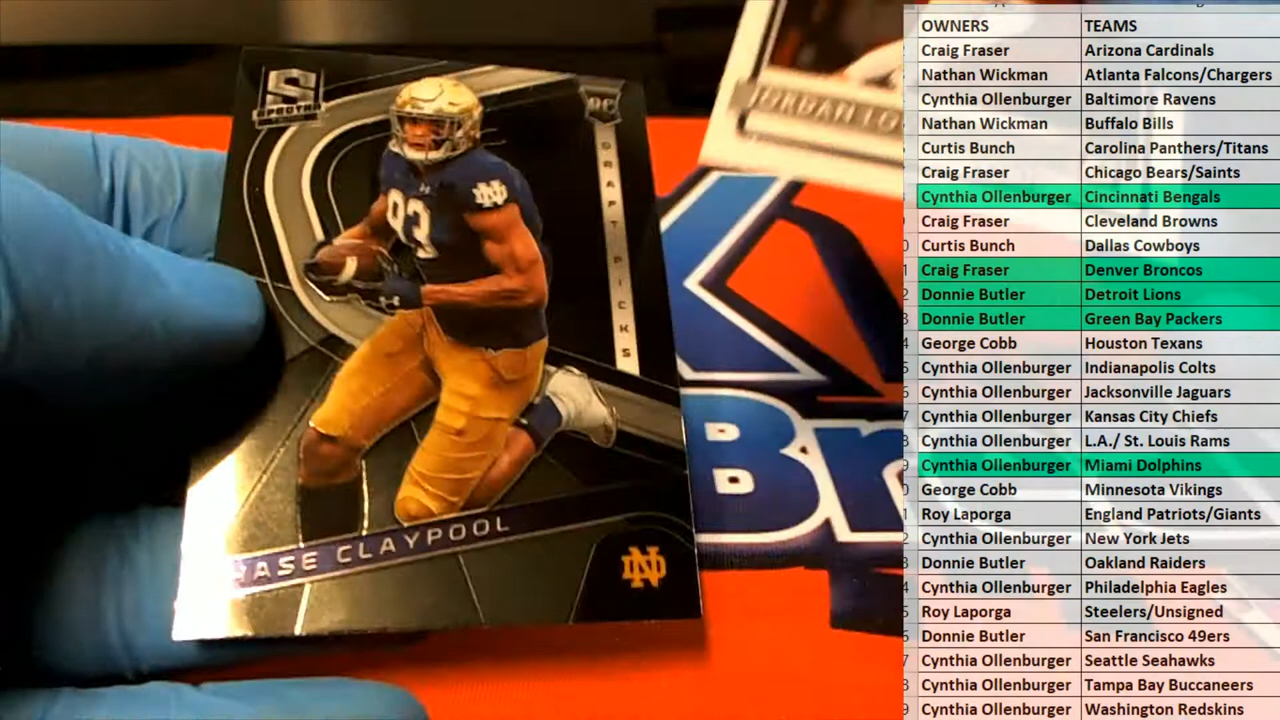 SPECTRA
RC
DRAFT PICKS
93
ND
CHASE CLAYPOOL
ND
JORDAN LO
Br
OWNERS TEAMS
Craig Fraser Arizona Cardinals
Nathan Wickman Atlanta Falcons/Chargers
Cynthia Ollenburger Baltimore Ravens
Nathan Wickman Buffalo Bills
Curtis Bunch Carolina Panthers/Titans
Craig Fraser Chicago Bears/Saints
Cynthia Ollenburger Cincinnati Bengals
Craig Fraser Cleveland Browns
Curtis Bunch Dallas Cowboys
Craig Fraser Denver Broncos
Donnie Butler Detroit Lions
Donnie Butler Green Bay Packers
George Cobb Houston Texans
Cynthia Ollenburger Indianapolis Colts
Cynthia Ollenburger Jacksonville Jaguars
Cynthia Ollenburger Kansas City Chiefs
Cynthia Ollenburger L.A./ St. Louis Rams
Cynthia Ollenburger Miami Dolphins
George Cobb Minnesota Vikings
Roy Laporga England Patriots/Giants
Cynthia Ollenburger New York Jets
Donnie Butler Oakland Raiders
Cynthia Ollenburger Philadelphia Eagles
Roy Laporga Steelers/Unsigned
Donnie Butler San Francisco 49ers
Cynthia Ollenburger Seattle Seahawks
Cynthia Ollenburger Tampa Bay Buccaneers
Cynthia Ollenburger Washington Redskins